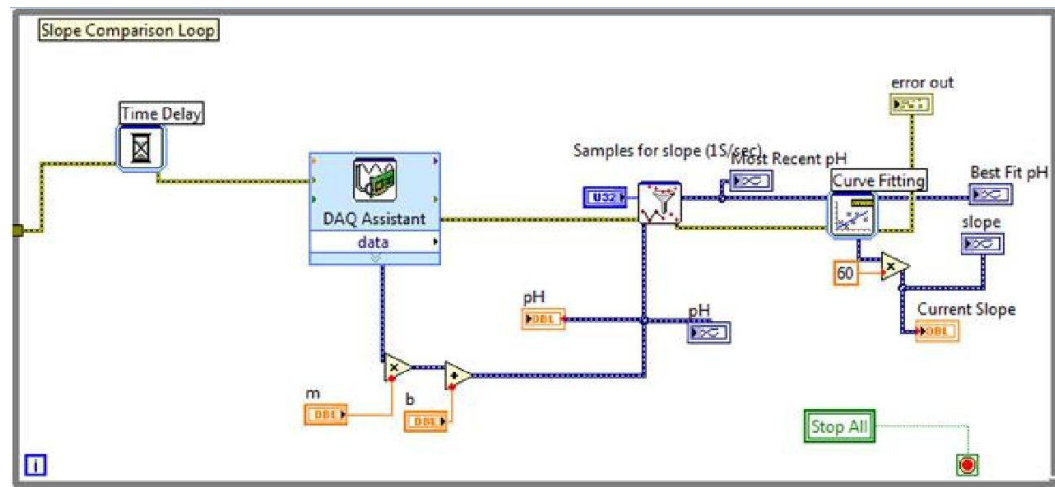 Slope Comparison Loop
Time Delay
error out
Samples for slope (1S/sec)
Most Recent pH
Curve Fitting
Best Fit pH
U32
DAQ Assistant
data
slope
60
pH
DBL
pH
Current Slope
DBL
m
DBL
b
DBL
Stop All
i